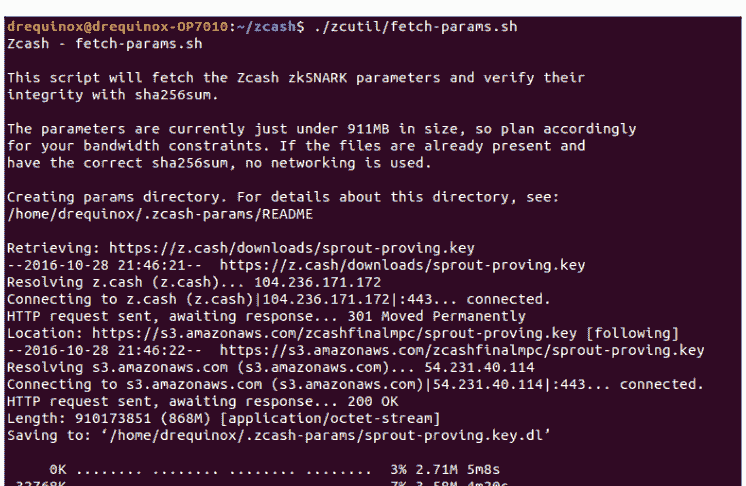 drequinox@drequinox-OP7010:~/zcash$ ./zcutil/fetch-params.sh
Zcash - fetch-params.sh
This script will fetch the Zcash zkSNARK parameters and verify their
integrity with sha256sum.
The parameters are currently just under 911MB in size, so plan accordingly
for your bandwidth constraints. If the files are already present and
have the correct sha256sum, no networking is used.
Creating params directory. For details about this directory, see:
/home/drequinox/.zcash-params/README
Retrieving: https://z.cash/downloads/sprout-proving.key
--2016-10-28 21:46:21-- https://z.cash/downloads/sprout-proving.key
Resolving z.cash (z.cash)... 104.236.171.172
Connecting to z.cash (z.cash)|104.236.171.172|:443... connected.
HTTP request sent, awaiting response... 301 Moved Permanently
Location: https://s3.amazonaws.com/zcashfinalmpc/sprout-proving.key [following]
--2016-10-28 21:46:22-- https://s3.amazonaws.com/zcashfinalmpc/sprout-proving.key
Resolving s3.amazonaws.com (s3.amazonaws.com)... 54.231.40.114
Connecting to s3.amazonaws.com (s3.amazonaws.com)|54.231.40.114|:443... connected.
HTTP request sent, awaiting response... 200 OK
Length: 910173851 (868M) [application/octet-stream]
Saving to: ‘/home/drequinox/.zcash-params/sprout-proving.key.dl’
0K ........ ........ ........ ........ 3% 2.71M 5m8s
32768K ........ ........ ........ ........ 7% 3.58M 4m20s